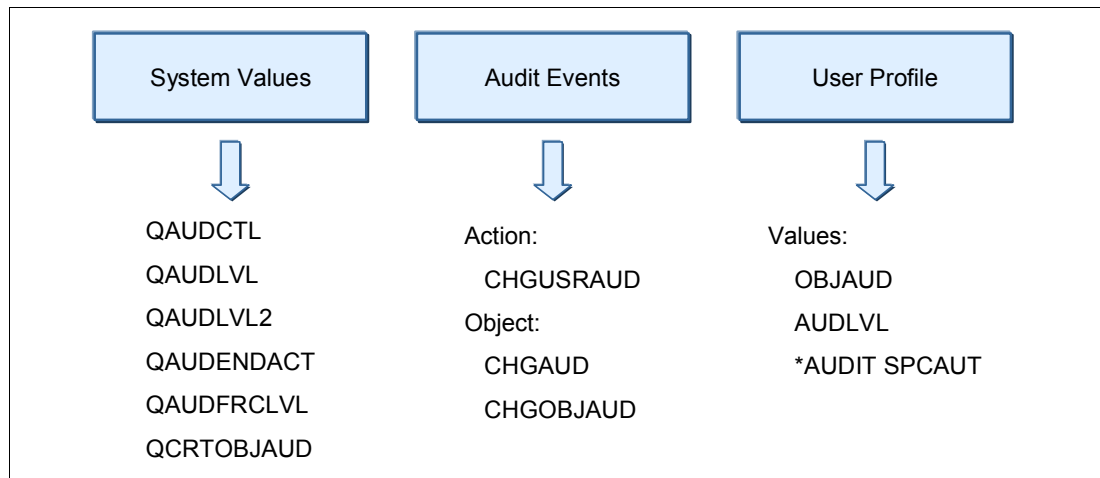 System Values
QAUDCTL
QAUDLVL
QAUDLVL2
QAUDENDACT
QAUDFRCLVL
QCRTOBJAUD
Audit Events
Action:
CHGUSRAUD
Object:
CHGAUD
CHGOBJAUD
User Profile
Values:
OBJAUD
AUDLVL
*AUDIT SPCAUT